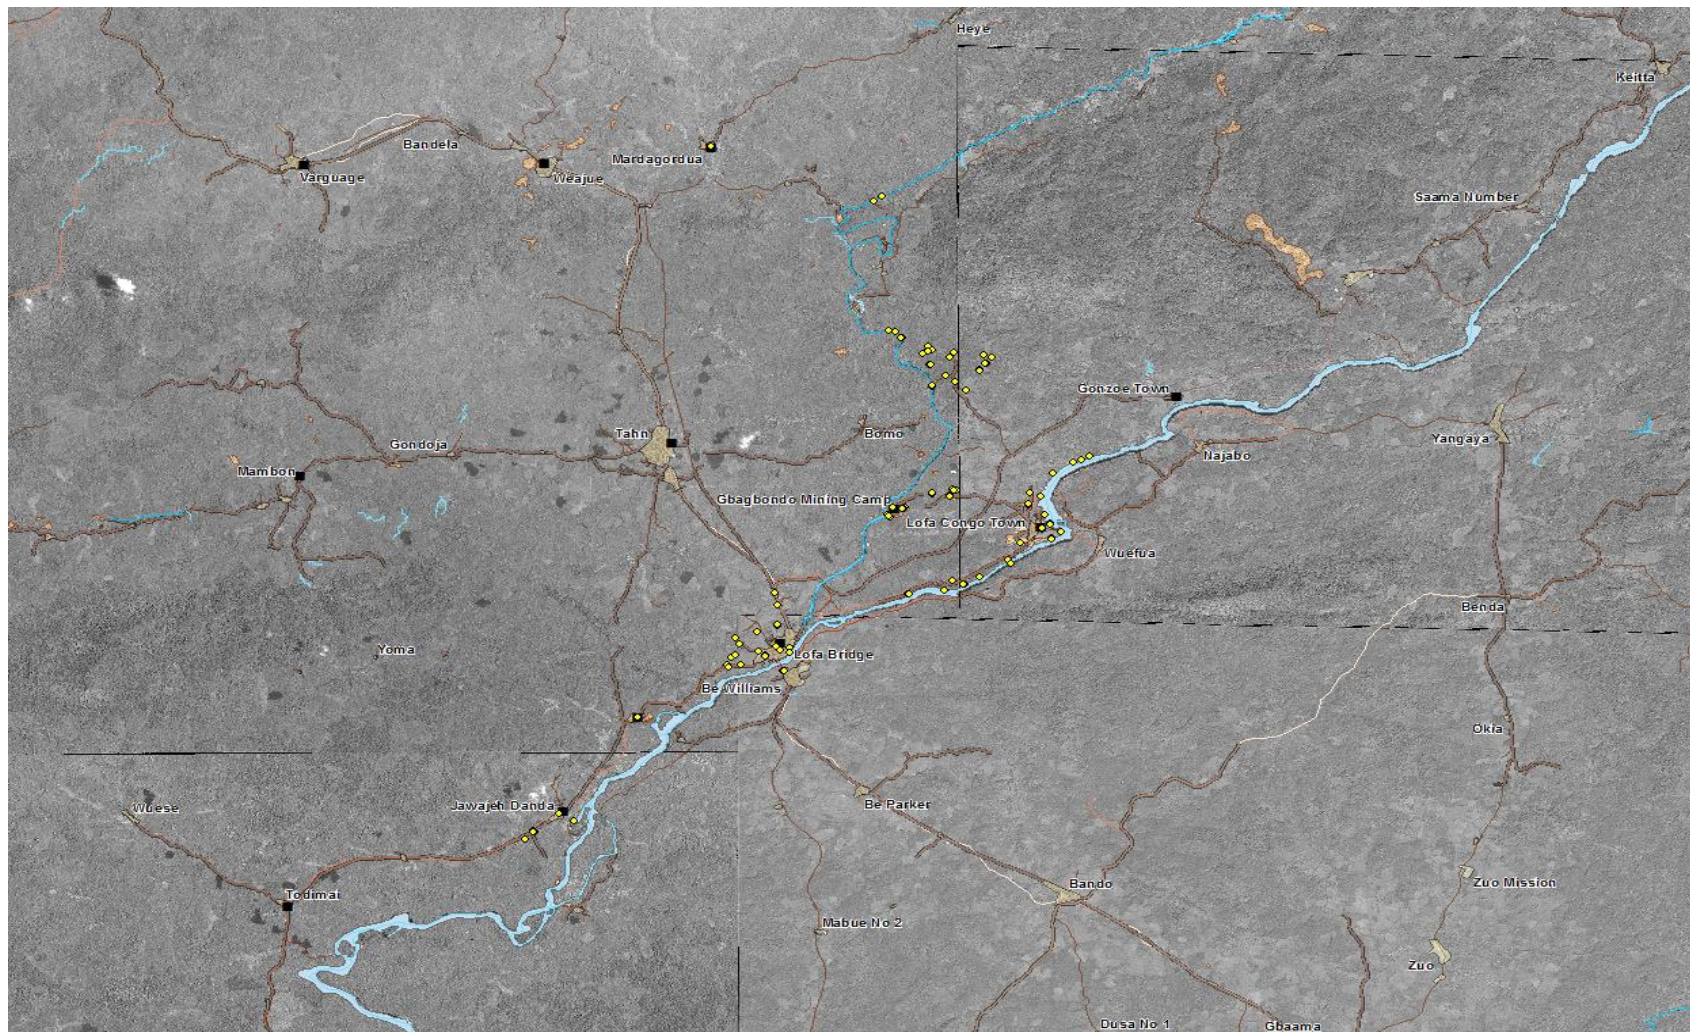 Heye
Keitta
Bandela
Mardagordua
Varguage
Weajue
Saama Number
Gonzoe Town
Tahn
Bomo
Gondoja
Yangaya
Najabo
Mambon
Gbagbondo Mining Camp
Lofa Congo Town
Wuefua
Benda
Yoma
Lofa Bridge
Be Williams
Okla
Wuese
Jawajeh Danda
Be Parker
Todimai
Bando
Zuo Mission
Mabue No 2
Zuo
Dusa No 1
Gbaama